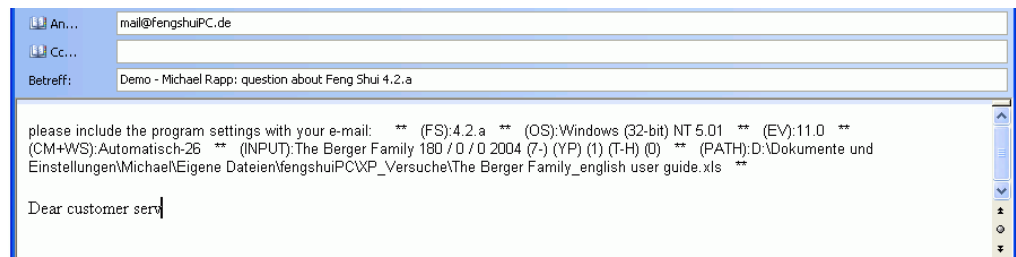 An... mail@fengshuiPC.de
Cc...
Betreff: Demo - Michael Rapp: question about Feng Shui 4.2.a
please include the program settings with your e-mail: ** (FS):4.2.a ** (OS):Windows (32-bit) NT 5.01 ** (EV):11.0 **
(CM+WS):Automatisch-26 ** (INPUT):The Berger Family 180 / 0 / 0 2004 (7-) (YP) (1) (T-H) (0) ** (PATH):D:\Dokumente und
Einstellungen\Michael\Eigene Dateien\fengshuiPC\XP_Versuche\The Berger Family_english user guide.xls **
Dear customer serv